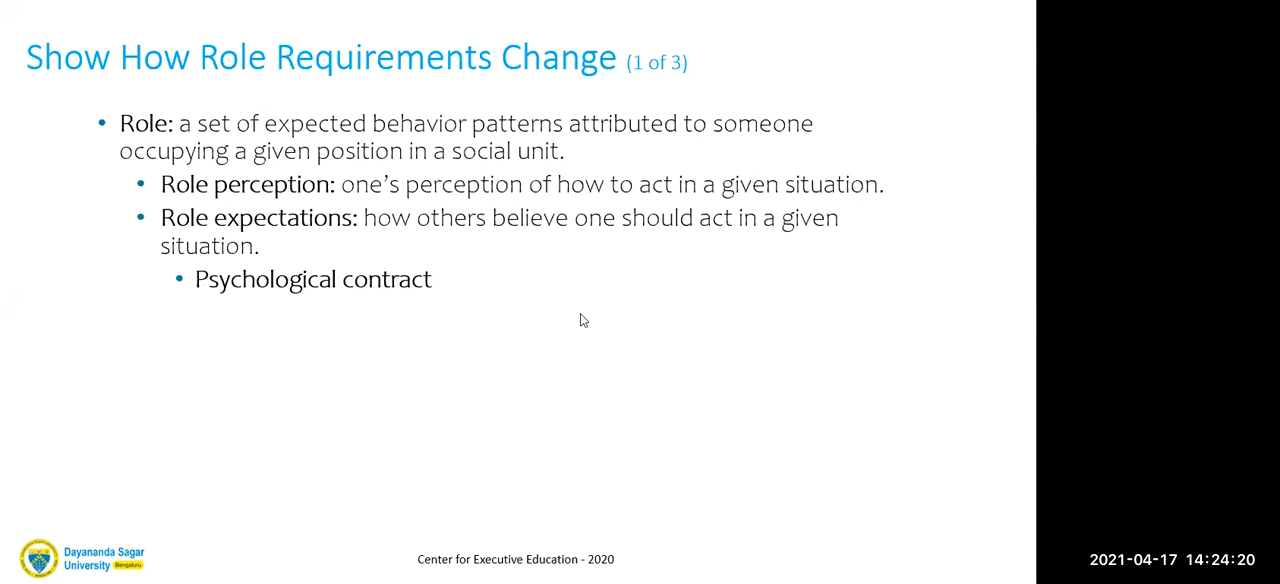 Show How Role Requirements Change (1 of 3)
• Role: a set of expected behavior patterns attributed to someone
occupying a given position in a social unit.
• Role perception: one’s perception of how to act in a given situation.
• Role expectations: how others believe one should act in a given
situation.
• Psychological contract
Dayananda Sagar
University Bengaluru
Center for Executive Education - 2020
2021-04-17 14:24:20